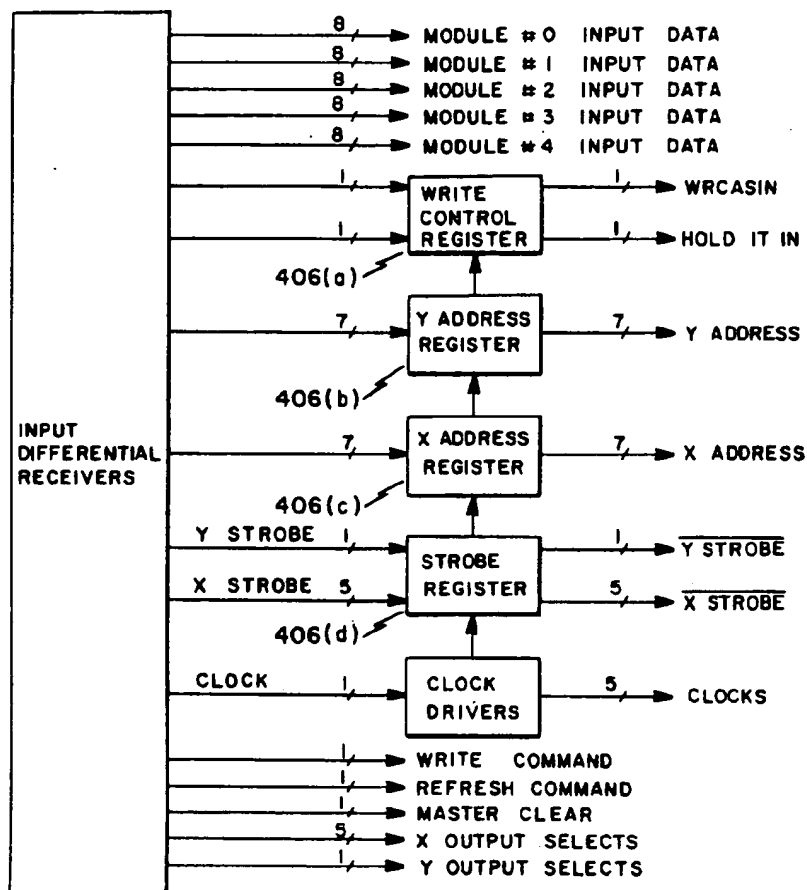 8 MODULE #0 INPUT DATA
8 MODULE #1 INPUT DATA
8 MODULE #2 INPUT DATA
8 MODULE #3 INPUT DATA
8 MODULE #4 INPUT DATA
1 WRITE 1 WRCASIN
CONTROL
1 REGISTER 1 HOLD IT IN
406(a)
7 Y ADDRESS 7 Y ADDRESS
REGISTER
406(b)
INPUT
DIFFERENTIAL
RECEIVERS
7 X ADDRESS 7 X ADDRESS
REGISTER
406(c)
Y STROBE 1 STROBE 1 Y STROBE
X STROBE 5 REGISTER 5 X STROBE
406(d)
CLOCK 1 CLOCK 5 CLOCKS
DRIVERS
1 WRITE COMMAND
1 REFRESH COMMAND
1 MASTER CLEAR
5 X OUTPUT SELECTS
1 Y OUTPUT SELECTS